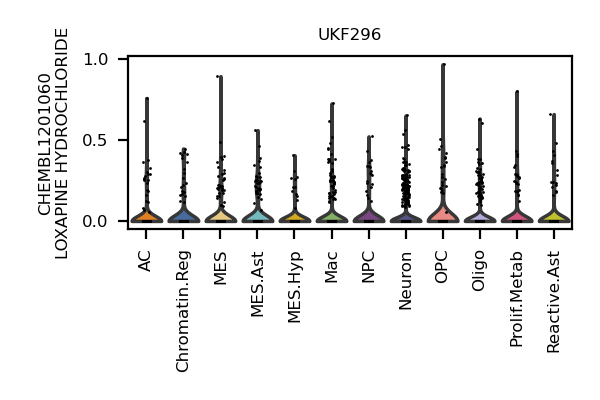 UKF296
CHEMBL1201060
LOXAPINE HYDROCHLORIDE
1.0
0.5
0.0
AC
Chromatin.Reg
MES
MES.Ast
MES.Hyp
Mac
NPC
Neuron
OPC
Oligo
Prolif.Metab
Reactive.Ast